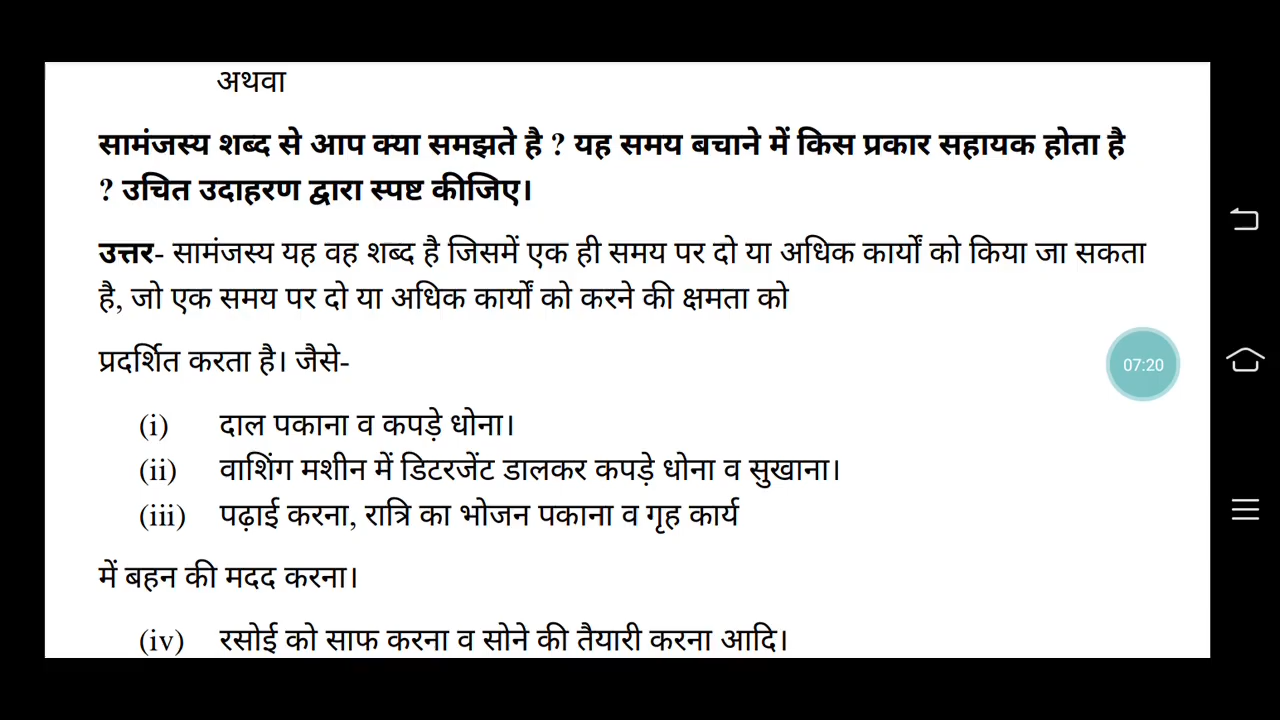 अथवा
सामंजस्य शब्द से आप क्या समझते है ? यह समय बचाने में किस प्रकार सहायक होता है
? उचित उदाहरण द्वारा स्पष्ट कीजिए।
उत्तर- सामंजस्य यह वह शब्द है जिसमें एक ही समय पर दो या अधिक कार्यों को किया जा सकता
है, जो एक समय पर दो या अधिक कार्यों को करने की क्षमता को
प्रदर्शित करता है। जैसे-
07:20
(i) दाल पकाना व कपड़े धोना।
(ii) वाशिंग मशीन में डिटरजेंट डालकर कपड़े धोना व सुखाना।
(iii) पढ़ाई करना, रात्रि का भोजन पकाना व गृह कार्य
में बहन की मदद करना।
(iv) रसोई को साफ करना व सोने की तैयारी करना आदि।